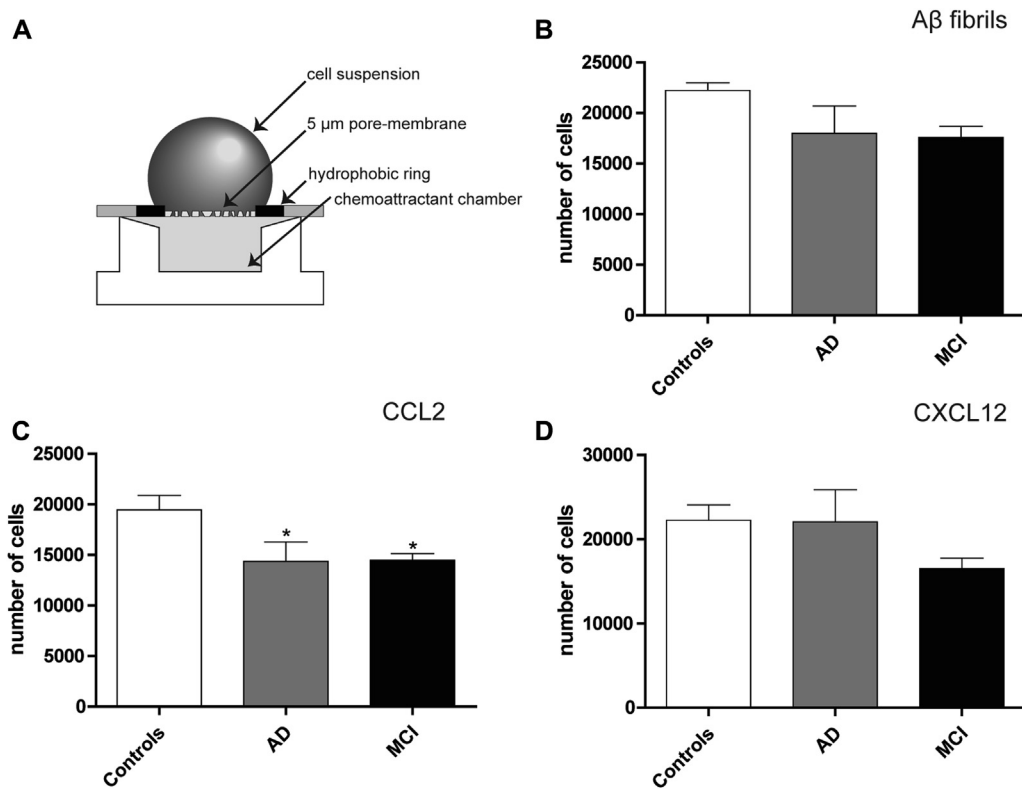 A
cell suspension
5 µm pore-membrane
hydrophobic ring
chemoattractant chamber
B
Aβ fibrils
number of cells
25000
20000
15000
10000
5000
0
Controls
AD
MCI
C
CCL2
number of cells
25000
20000
15000
10000
5000
0
*
*
Controls
AD
MCI
D
CXCL12
number of cells
30000
20000
10000
0
Controls
AD
MCI